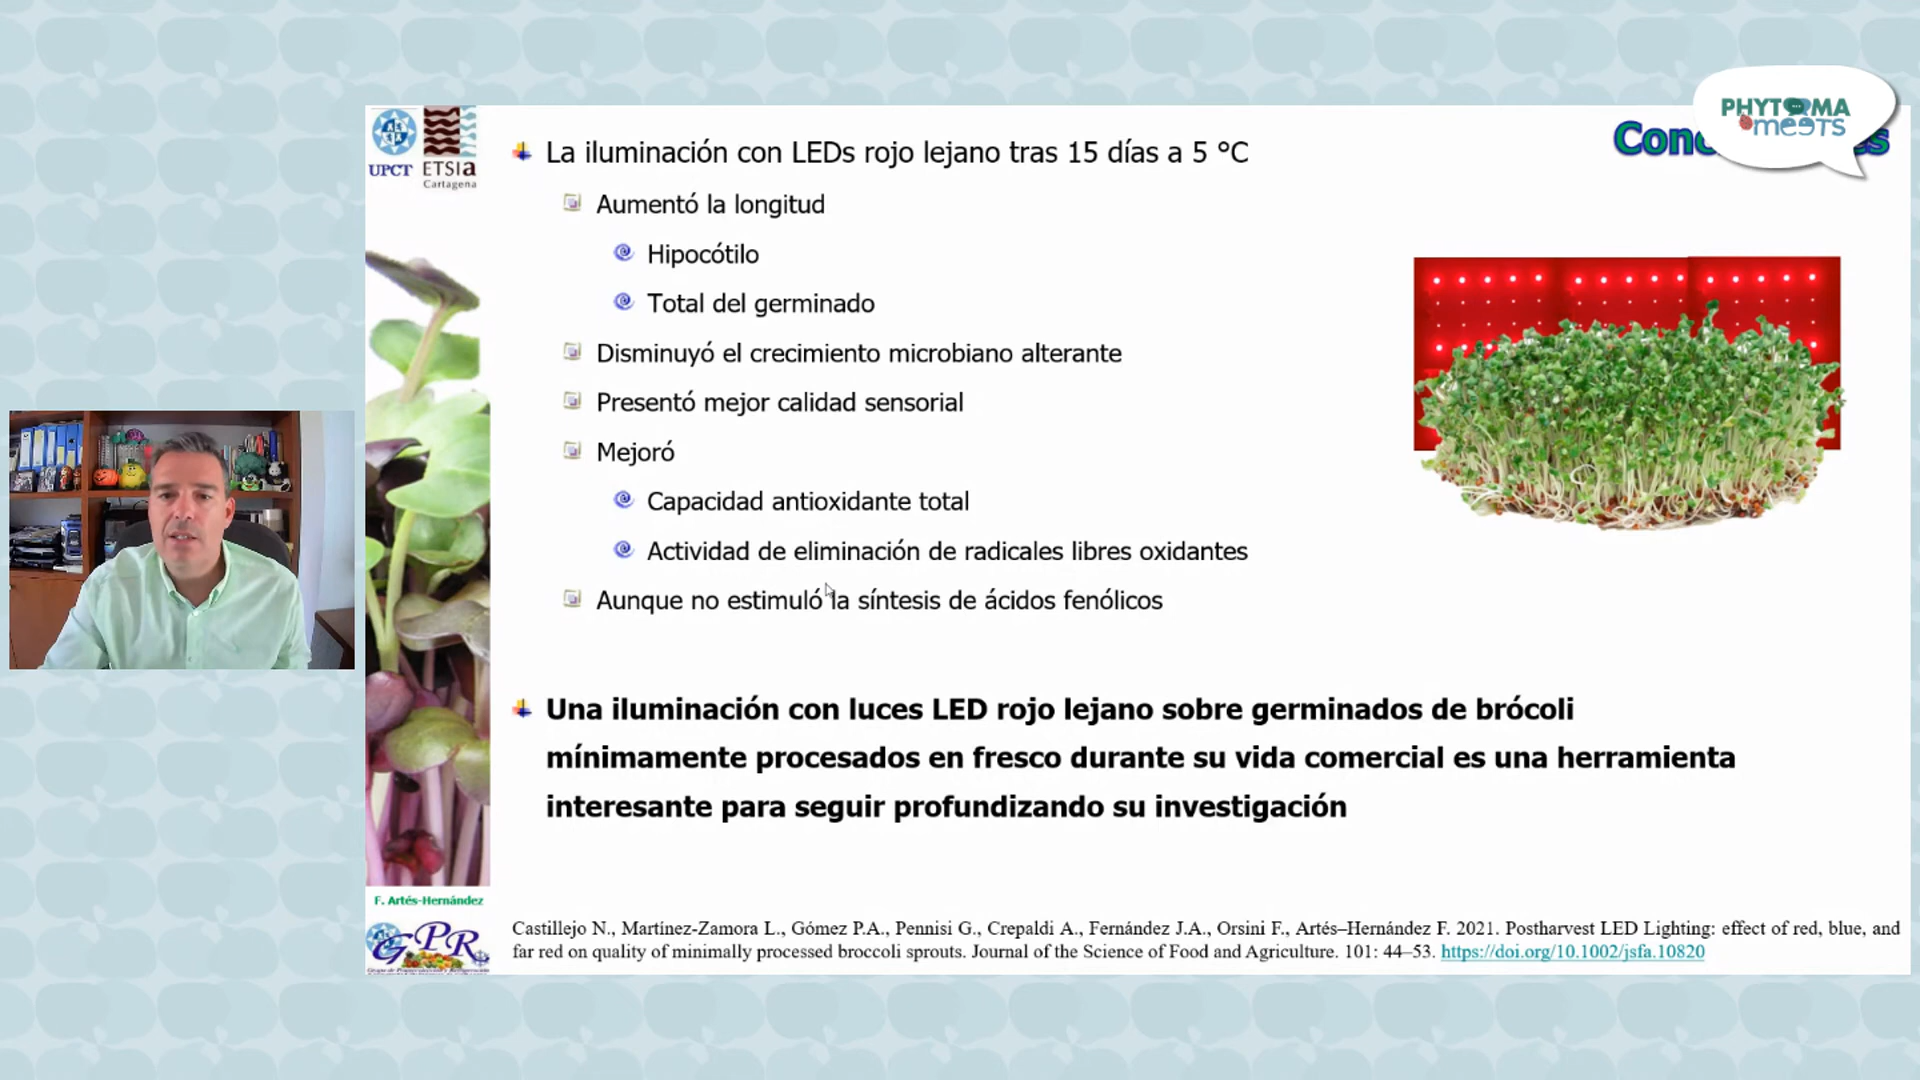 PHYTOMA
meeTS
UPCT
ETSIa
Cartagena
La iluminación con LEDs rojo lejano tras 15 días a 5 °C
Aumentó la longitud
Hipocótilo
Total del germinado
Disminuyó el crecimiento microbiano alterante
Presentó mejor calidad sensorial
Mejoró
Capacidad antioxidante total
Actividad de eliminación de radicales libres oxidantes
Aunque no estimuló la síntesis de ácidos fenólicos
Una iluminación con luces LED rojo lejano sobre germinados de brócoli
mínimamente procesados en fresco durante su vida comercial es una herramienta
interesante para seguir profundizando su investigación
F. Artés-Hernández
GPR
Castillejo N., Martínez-Zamora L., Gómez P.A., Pennisi G., Crepaldi A., Fernández J.A., Orsini F., Artés–Hernández F. 2021. Postharvest LED Lighting: effect of red, blue, and
far red on quality of minimally processed broccoli sprouts. Journal of the Science of Food and Agriculture. 101: 44–53. https://doi.org/10.1002/jsfa.10820